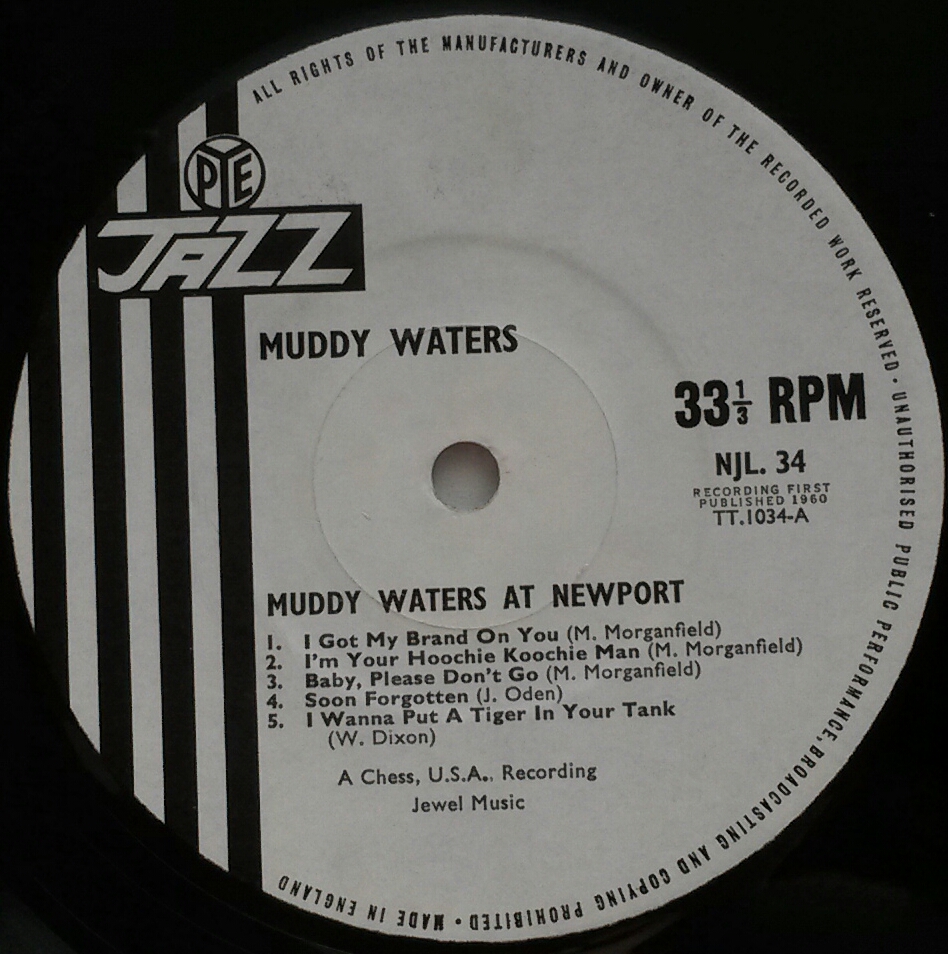 ALL RIGHTS OF THE MANUFACTURERS AND OWNER OF THE RECORDED WORK RESERVED · UNAUTHORISED PUBLIC PERFORMANCE, BROADCASTING AND COPYING PROHIBITED · MADE IN ENGLAND
PYE
JAZZ
MUDDY WATERS
33⅓ RPM
NJL. 34
RECORDING FIRST
PUBLISHED 1960
TT.1034-A
MUDDY WATERS AT NEWPORT
1. I Got My Brand On You (M. Morganfield)
2. I'm Your Hoochie Koochie Man (M. Morganfield)
3. Baby, Please Don't Go (M. Morganfield)
4. Soon Forgotten (J. Oden)
5. I Wanna Put A Tiger In Your Tank
(W. Dixon)
A Chess, U.S.A., Recording
Jewel Music